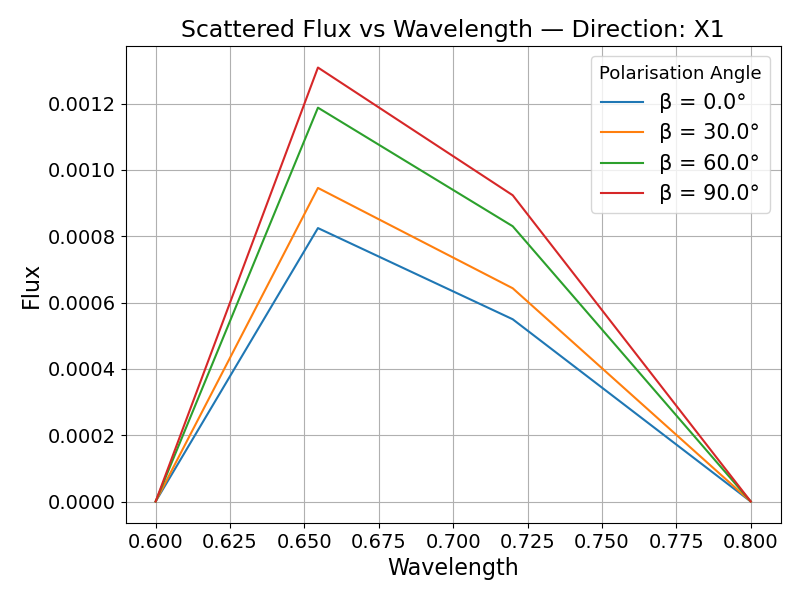 Scattered Flux vs Wavelength — Direction: X1
Polarisation Angle
β = 0.0°
β = 30.0°
β = 60.0°
β = 90.0°
Flux
0.0012
0.0010
0.0008
0.0006
0.0004
0.0002
0.0000
0.600 0.625 0.650 0.675 0.700 0.725 0.750 0.775 0.800
Wavelength